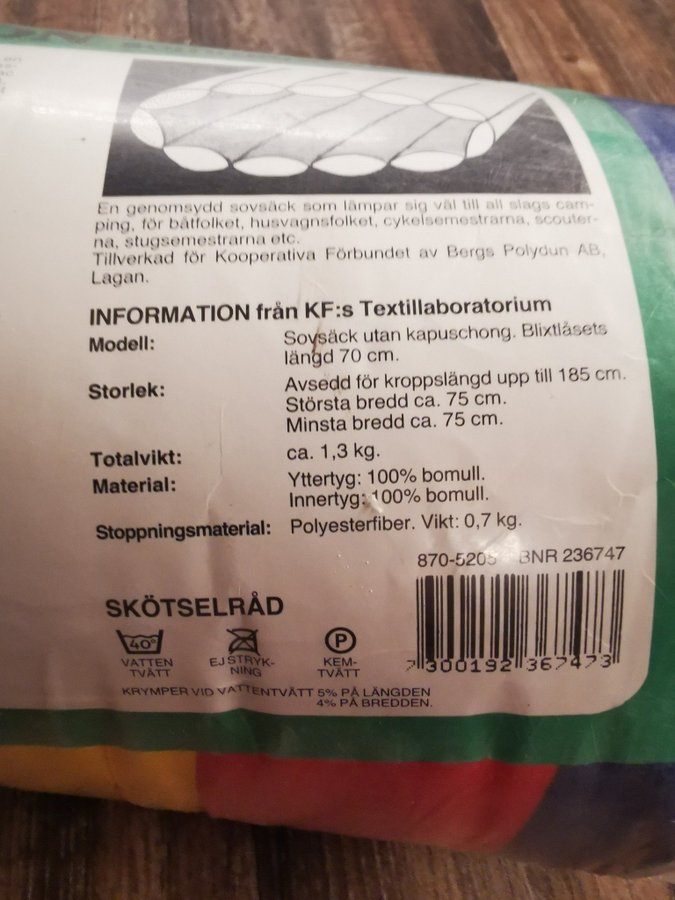 En genomsydd sovsäck som lämpar sig väl till all slags cam-
ping, för båtfolket, husvagnsfolket, cykelsemestrarna, scouter-
na, stugsemestrarna etc.
Tillverkad för Kooperativa Förbundet av Bergs Polydun AB,
Lagan.
INFORMATION från KF:s Textillaboratorium
Modell: Sovsäck utan kapuschong. Blixtlåsets
längd 70 cm.
Storlek: Avsedd för kroppslängd upp till 185 cm.
Största bredd ca. 75 cm.
Minsta bredd ca. 75 cm.
Totalvikt: ca. 1,3 kg.
Material: Yttertyg: 100% bomull.
Innertyg: 100% bomull.
Stoppningsmaterial: Polyesterfiber. Vikt: 0,7 kg.
870-5205 BNR 236747
SKÖTSELRÅD
40° P
VATTEN EJ STRYK- KEM-
TVÄTT NING TVÄTT
7 300192 367473
KRYMPER VID VATTENTVÄTT 5% PÅ LÄNGDEN
4% PÅ BREDDEN.